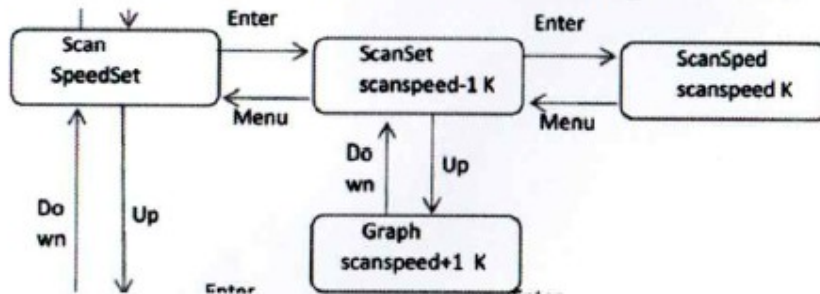 Enter
Enter
Scan
SpeedSet
ScanSet
scanspeed-1 K
ScanSped
scanspeed K
Menu
Menu
Do
wn
Up
Do
wn
Up
Graph
scanspeed+1 K
Enter